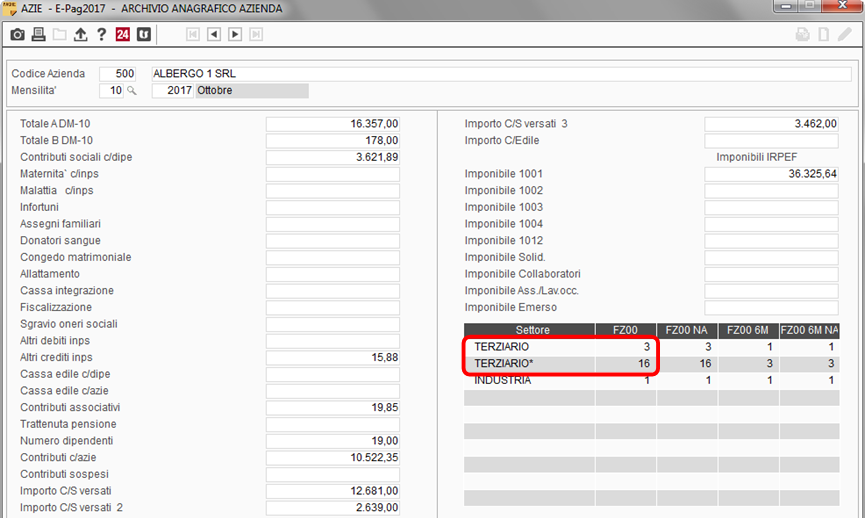 AZIE - E-Pag2017 - ARCHIVIO ANAGRAFICO AZIENDA
? 24
Codice Azienda 500 ALBERGO 1 SRL
Mensilita' 10 2017 Ottobre
Totale A DM-10 16.357,00
Totale B DM-10 178,00
Contributi sociali c/dipe 3.621,89
Maternita` c/inps
Malattia c/inps
Infortuni
Assegni familiari
Donatori sangue
Congedo matrimoniale
Allattamento
Cassa integrazione
Fiscalizzazione
Sgravio oneri sociali
Altri debiti inps
Altri crediti inps 15,88
Cassa edile c/dipe
Cassa edile c/azie
Contributi associativi 19,85
Trattenuta pensione
Numero dipendenti 19,00
Contributi c/azie 10.522,35
Contributi sospesi
Importo C/S versati 12.681,00
Importo C/S versati 2 2.639,00
Importo C/S versati 3 3.462,00
Importo C/Edile
Imponibili IRPEF
Imponibile 1001 36.325,64
Imponibile 1002
Imponibile 1003
Imponibile 1004
Imponibile 1012
Imponibile Solid.
Imponibile Collaboratori
Imponibile Ass./Lav.occ.
Imponibile Emerso
Settore FZ00 FZ00 NA FZ00 6M FZ00 6M NA
TERZIARIO 3 3 1 1
TERZIARIO* 16 16 3 3
INDUSTRIA 1 1 1 1